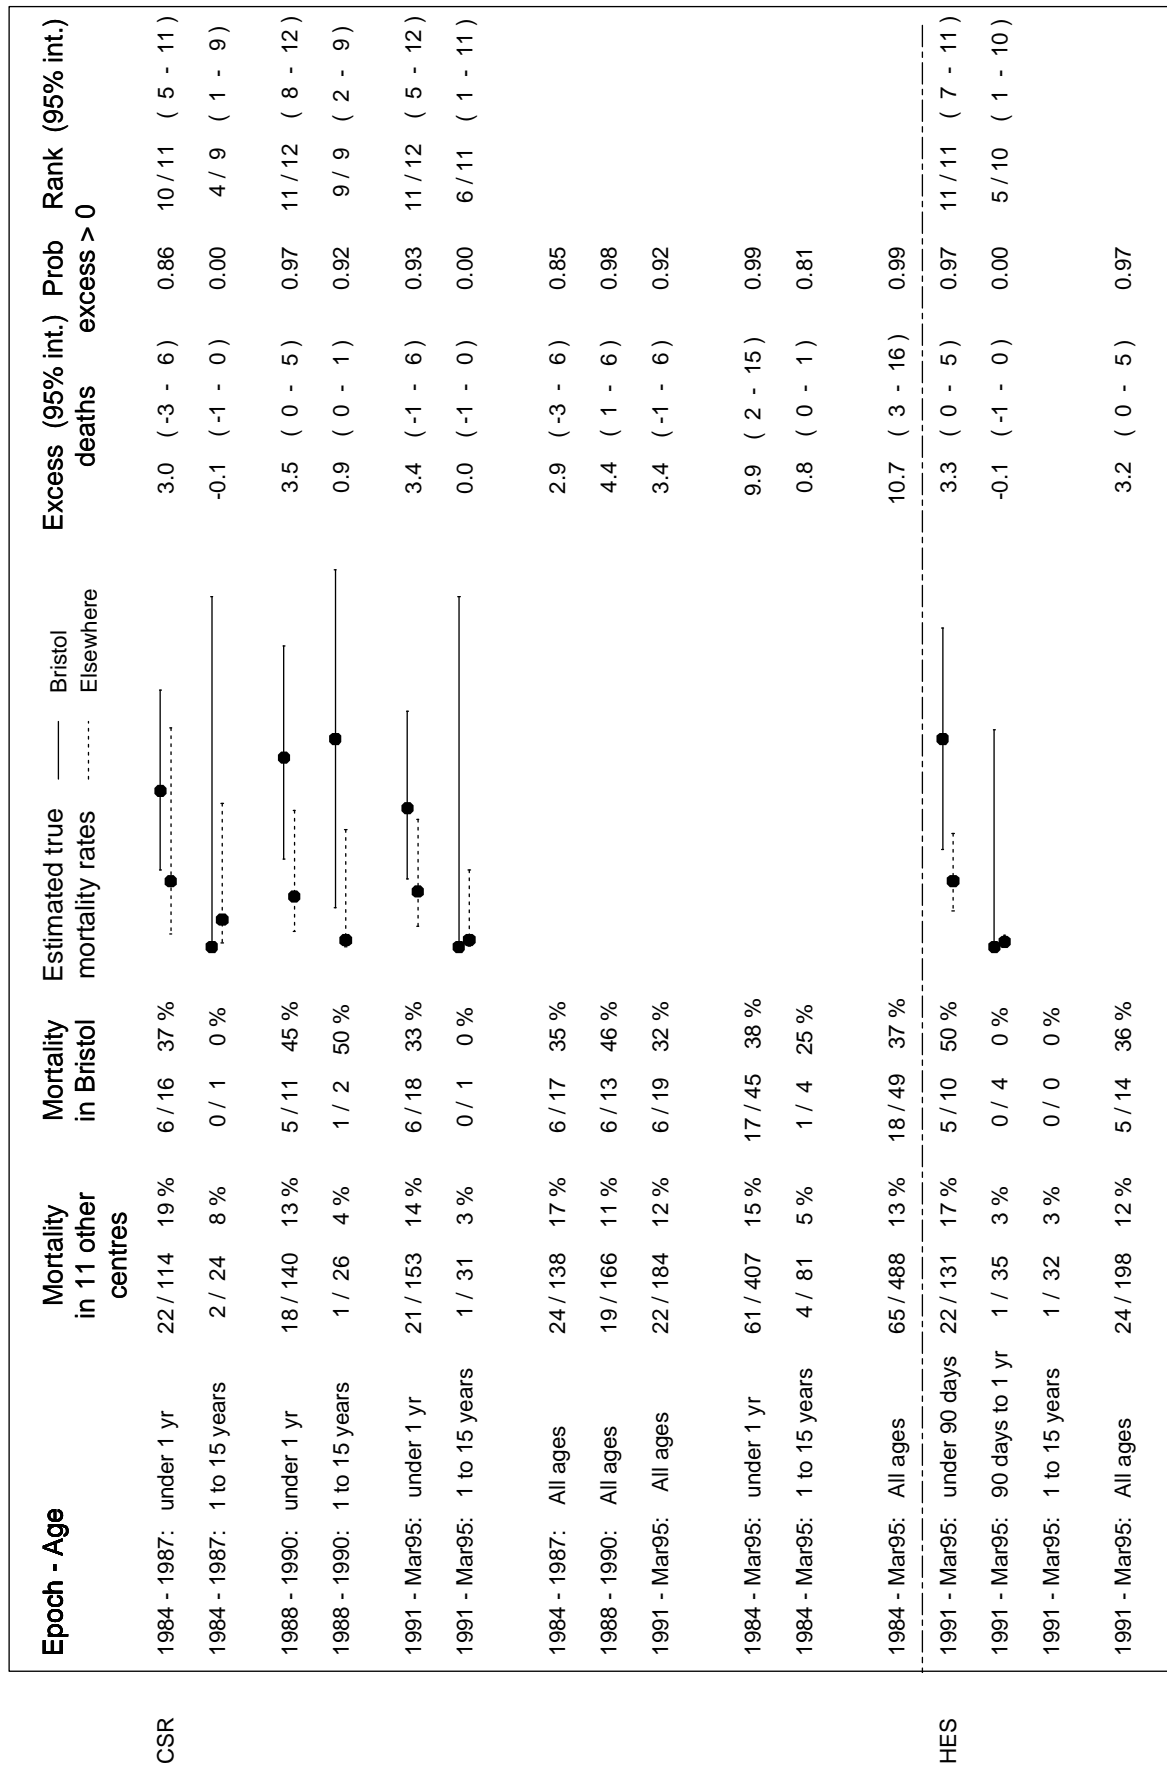 Epoch - Age Mortality Mortality Estimated true Bristol Excess (95% int.) Prob Rank (95% int.)
in 11 other in Bristol mortality rates Elsewhere deaths excess > 0
centres
CSR 1984 - 1987: under 1 yr 22 / 114 19 % 6 / 16 37 % 3.0 ( -3 - 6 ) 0.86 10 / 11 ( 5 - 11 )
1984 - 1987: 1 to 15 years 2 / 24 8 % 0 / 1 0 % -0.1 ( -1 - 0 ) 0.00 4 / 9 ( 1 - 9 )
1988 - 1990: under 1 yr 18 / 140 13 % 5 / 11 45 % 3.5 ( 0 - 5 ) 0.97 11 / 12 ( 8 - 12 )
1988 - 1990: 1 to 15 years 1 / 26 4 % 1 / 2 50 % 0.9 ( 0 - 1 ) 0.92 9 / 9 ( 2 - 9 )
1991 - Mar95: under 1 yr 21 / 153 14 % 6 / 18 33 % 3.4 ( -1 - 6 ) 0.93 11 / 12 ( 5 - 12 )
1991 - Mar95: 1 to 15 years 1 / 31 3 % 0 / 1 0 % 0.0 ( -1 - 0 ) 0.00 6 / 11 ( 1 - 11 )
1984 - 1987: All ages 24 / 138 17 % 6 / 17 35 % 2.9 ( -3 - 6 ) 0.85
1988 - 1990: All ages 19 / 166 11 % 6 / 13 46 % 4.4 ( 1 - 6 ) 0.98
1991 - Mar95: All ages 22 / 184 12 % 6 / 19 32 % 3.4 ( -1 - 6 ) 0.92
1984 - Mar95: under 1 yr 61 / 407 15 % 17 / 45 38 % 9.9 ( 2 - 15 ) 0.99
1984 - Mar95: 1 to 15 years 4 / 81 5 % 1 / 4 25 % 0.8 ( 0 - 1 ) 0.81
1984 - Mar95: All ages 65 / 488 13 % 18 / 49 37 % 10.7 ( 3 - 16 ) 0.99
HES 1991 - Mar95: under 90 days 22 / 131 17 % 5 / 10 50 % 3.3 ( 0 - 5 ) 0.97 11 / 11 ( 7 - 11 )
1991 - Mar95: 90 days to 1 yr 1 / 35 3 % 0 / 4 0 % -0.1 ( -1 - 0 ) 0.00 5 / 10 ( 1 - 10 )
1991 - Mar95: 1 to 15 years 1 / 32 3 % 0 / 0 0 %
1991 - Mar95: All ages 24 / 198 12 % 5 / 14 36 % 3.2 ( 0 - 5 ) 0.97